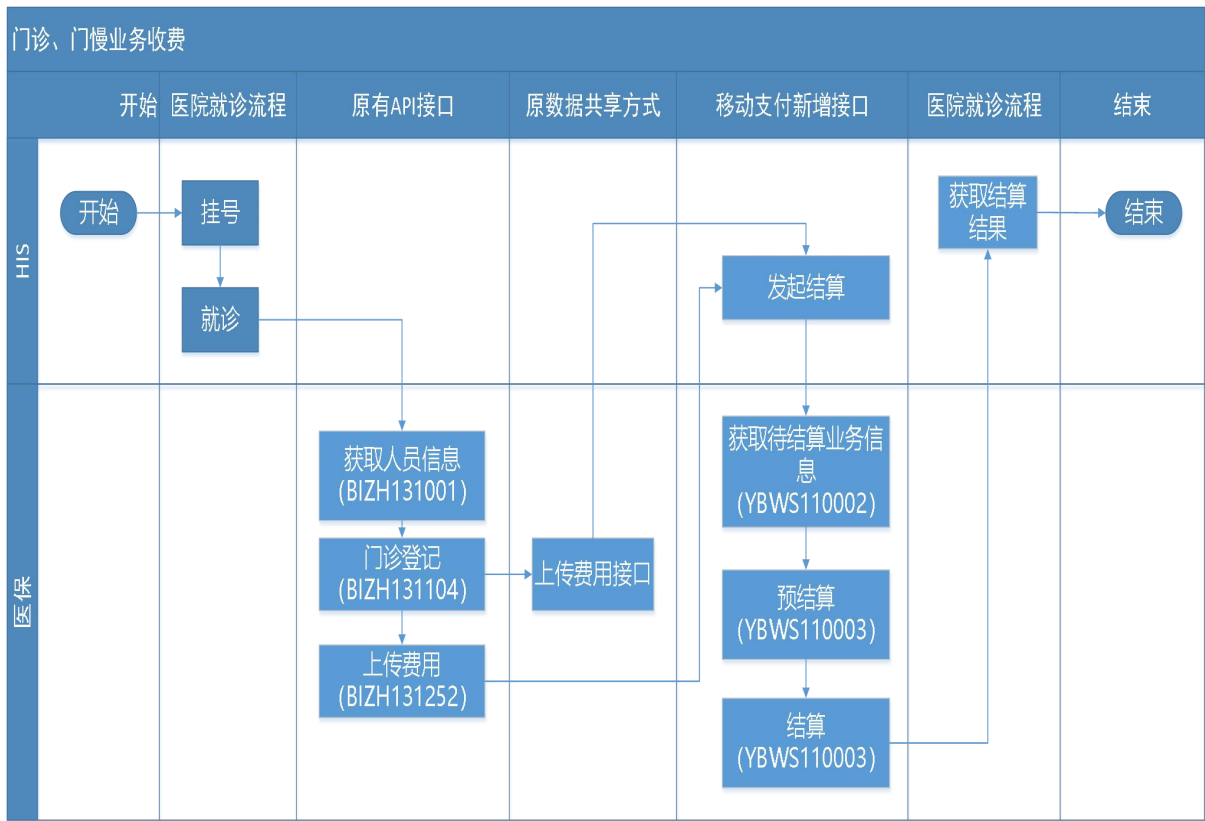 门诊、门慢业务收费
开始
医院就诊流程
原有API接口
原数据共享方式
移动支付新增接口
医院就诊流程
结束
HIS
开始
挂号
就诊
发起结算
获取结算
结果
结束
医保
获取人员信息
(BIZH131001)
门诊登记
(BIZH131104)
上传费用
(BIZH131252)
上传费用接口
获取待结算业务信
息
(YBWS110002)
预结算
(YBWS110003)
结算
(YBWS110003)